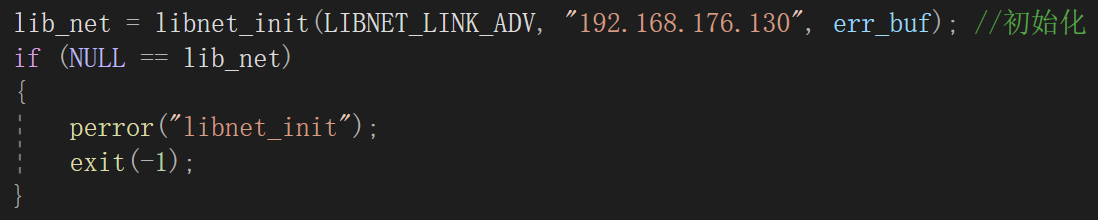 lib_net = libnet_init(LIBNET_LINK_ADV, "192.168.176.130", err_buf); //初始化
if (NULL == lib_net)
{
    perror("libnet_init");
    exit(-1);
}